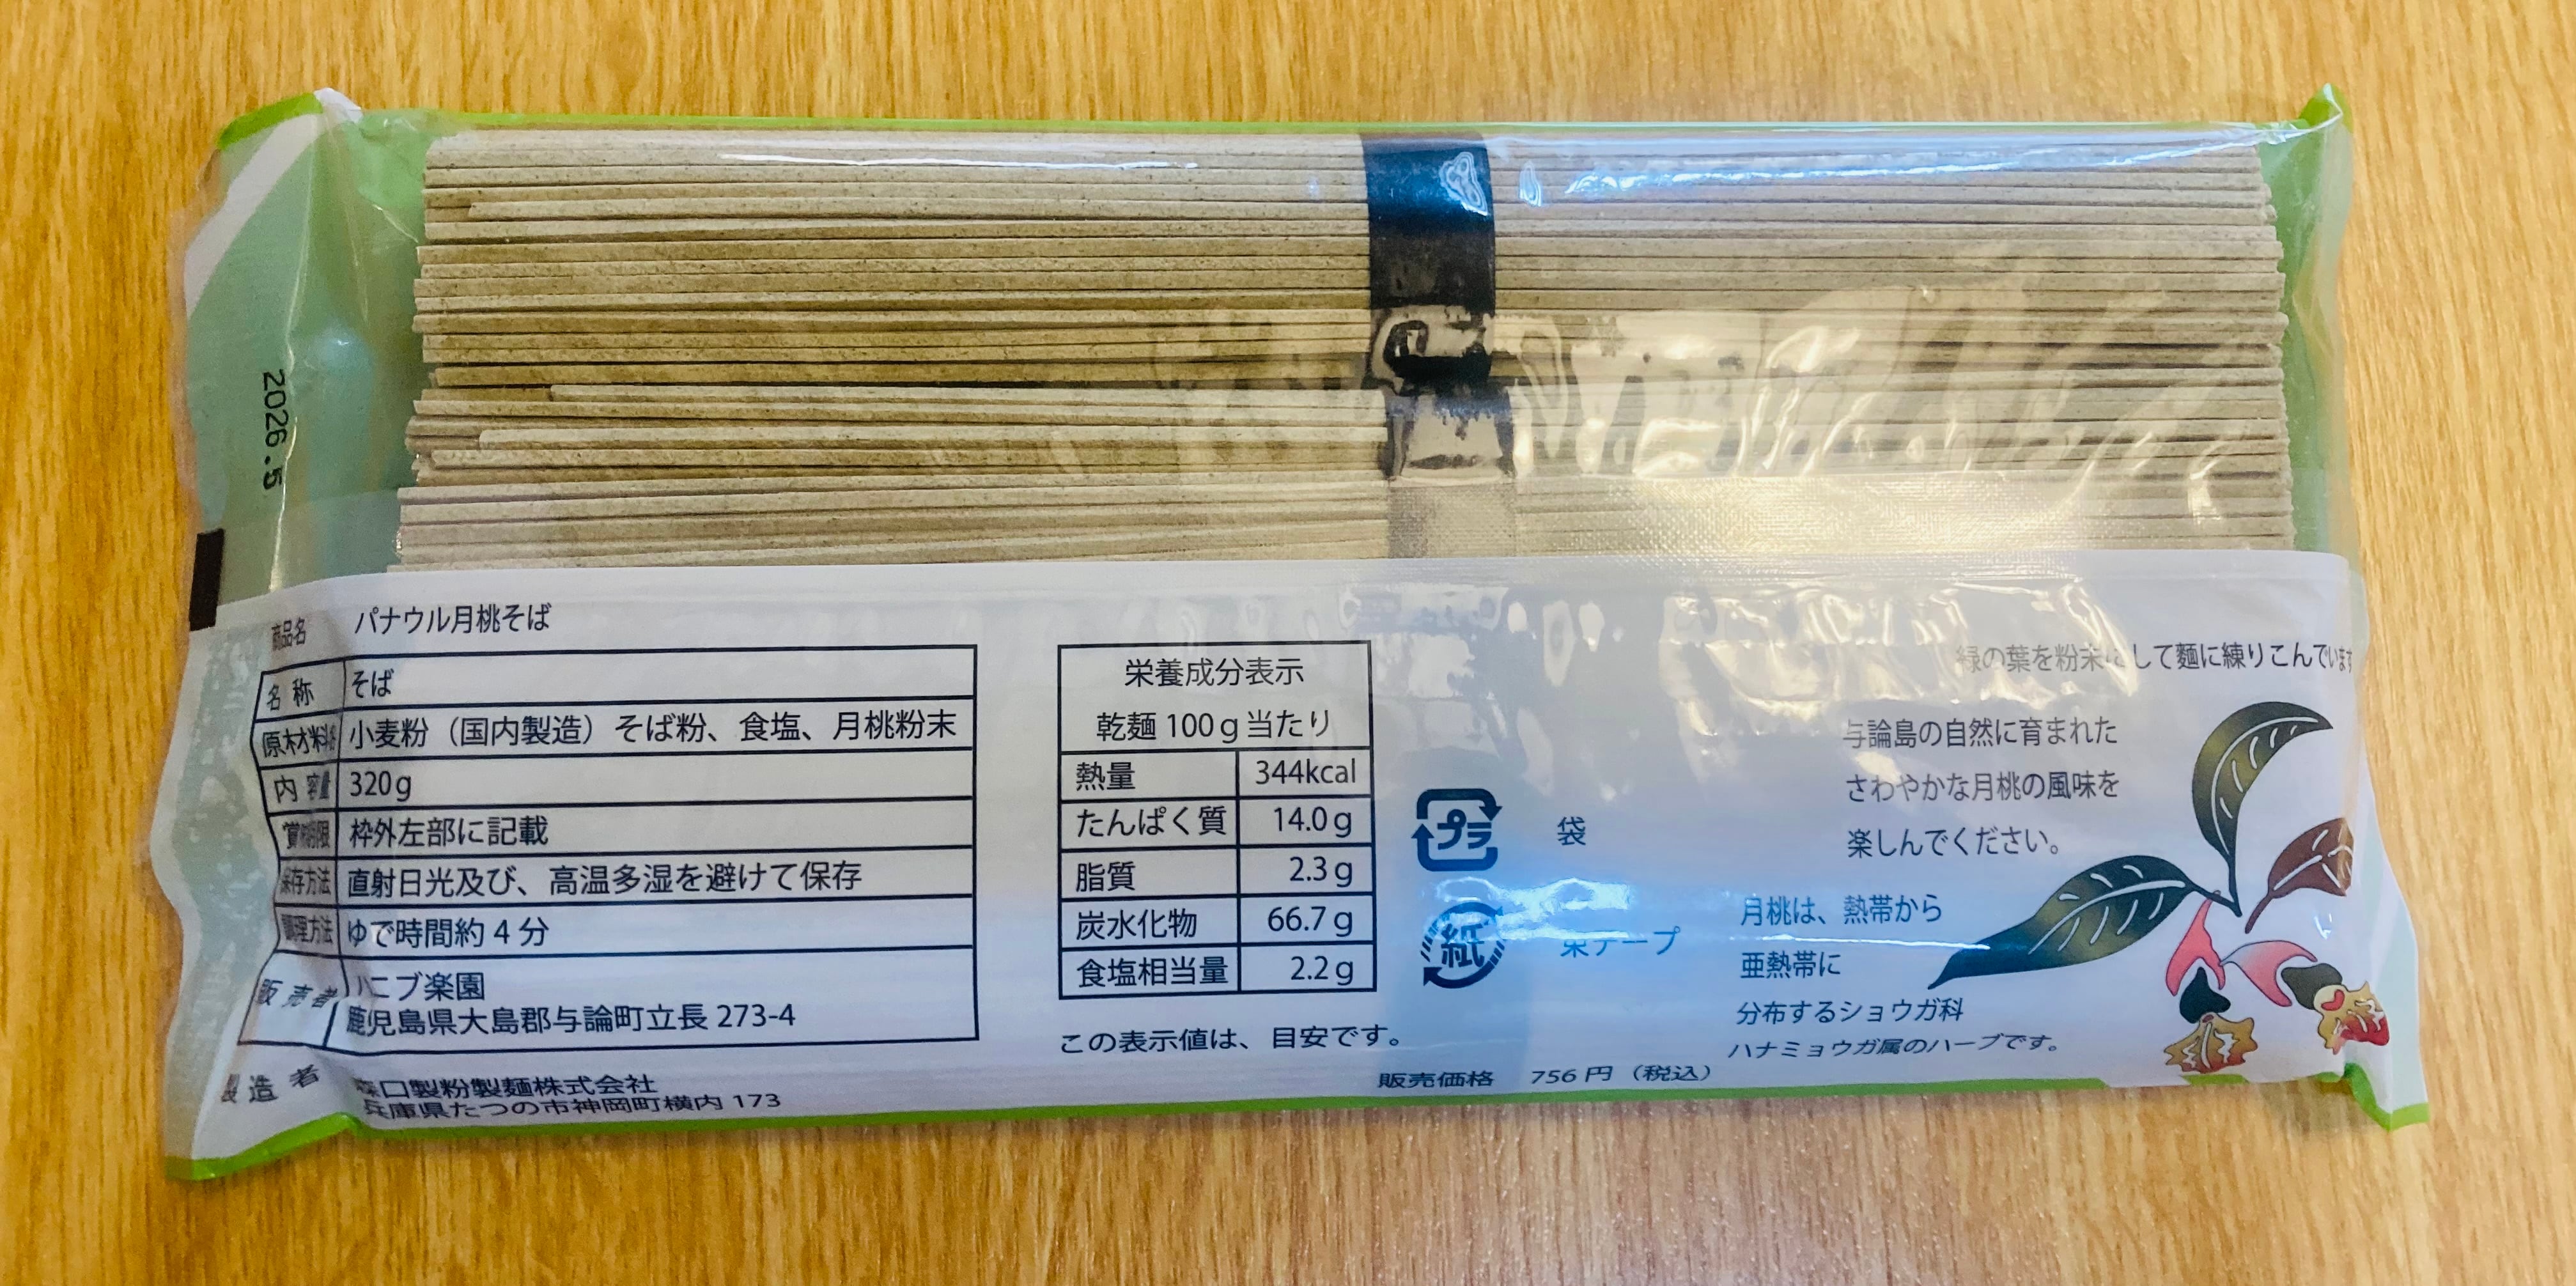 2026.5
商品名 パナウル月桃そば
名称 そば
原材料名 小麦粉（国内製造）そば粉、食塩、月桃粉末
内容量 320g
賞味期限 枠外左部に記載
保存方法 直射日光及び、高温多湿を避けて保存
調理方法 ゆで時間約4分
販売者 ハニブ楽園
鹿児島県大島郡与論町立長 273-4
製造者 森口製粉製麺株式会社
兵庫県たつの市神岡町横内 173
栄養成分表示
乾麺 100g当たり
熱量 344kcal
たんぱく質 14.0g
脂質 2.3g
炭水化物 66.7g
食塩相当量 2.2g
この表示値は、目安です。
プラ 袋
紙 束テープ
販売価格 756円（税込）
緑の葉を粉末にして麺に練りこんでいます
与論島の自然に育まれた
さわやかな月桃の風味を
楽しんでください。
月桃は、熱帯から
亜熱帯に
分布するショウガ科
ハナミョウガ属のハーブです。